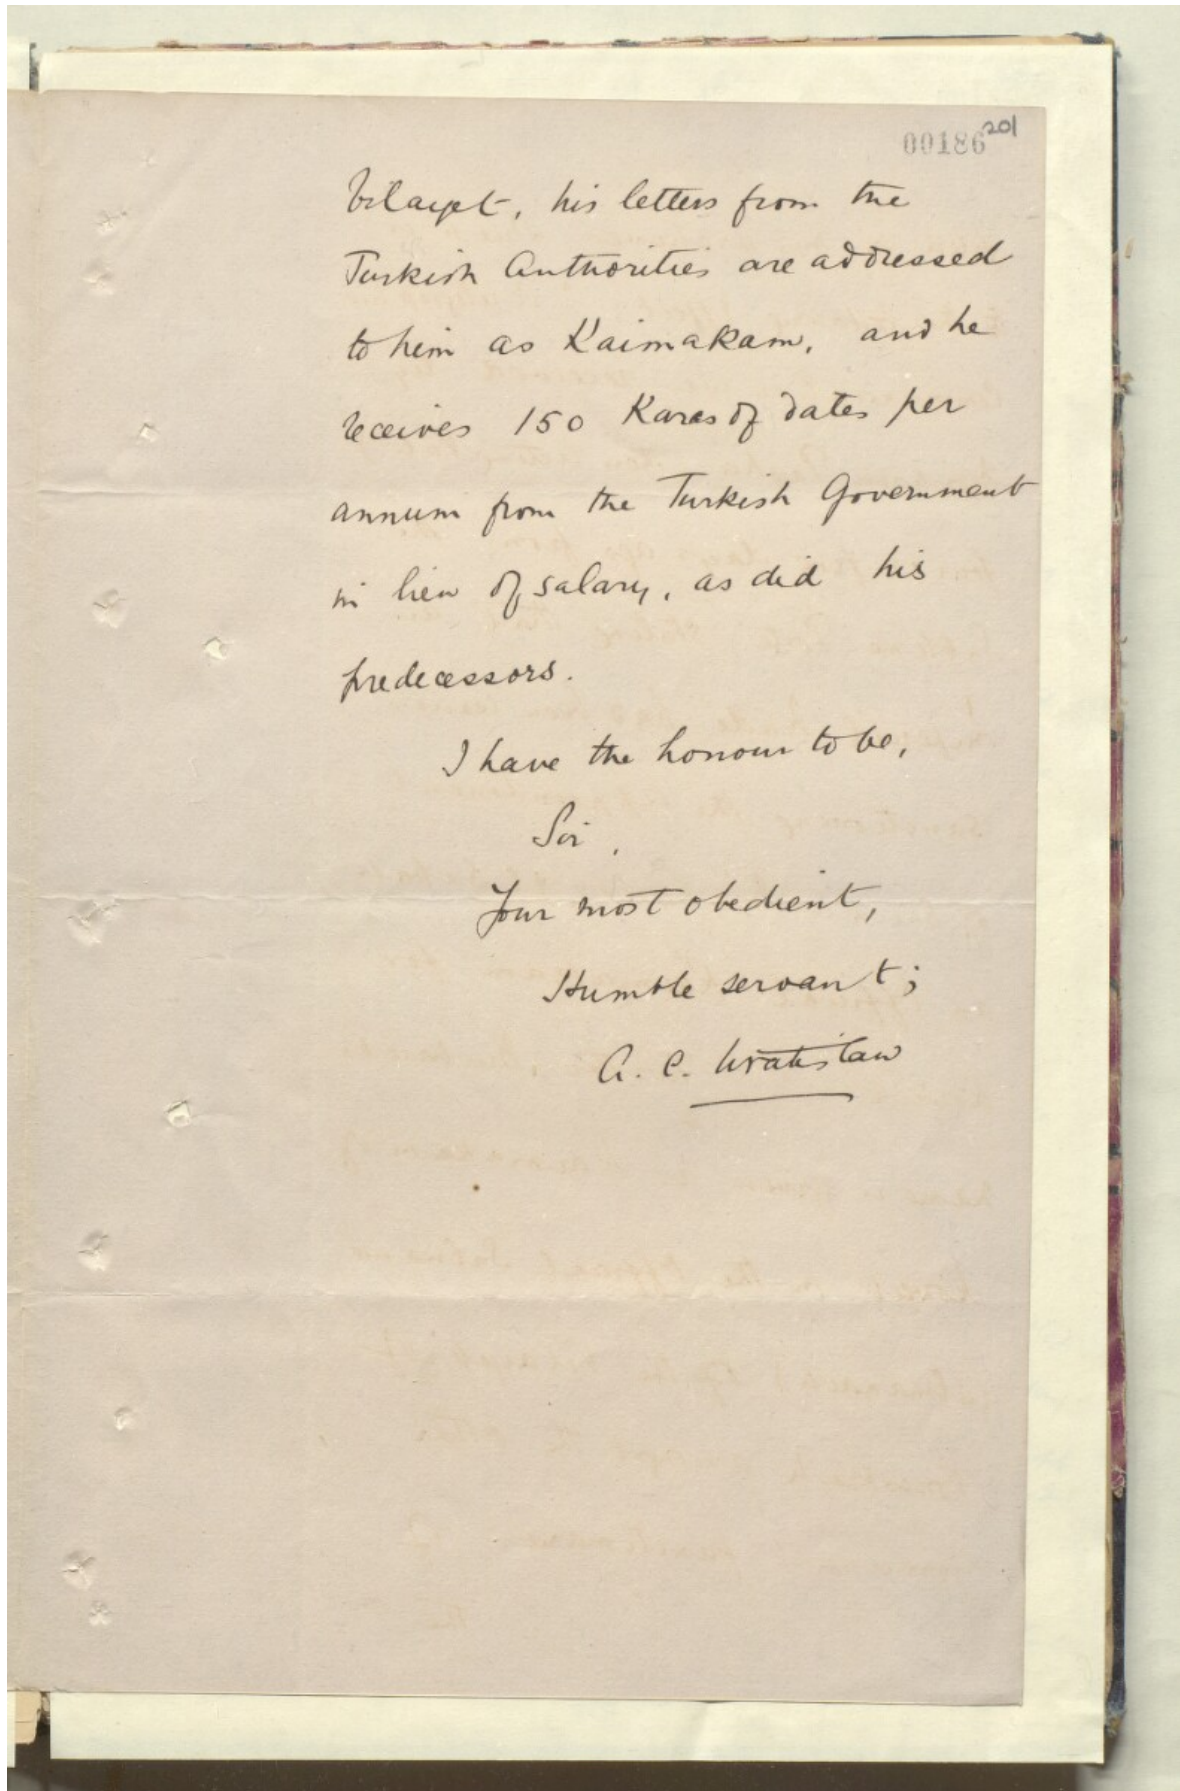 00186
201
Vilayet, his letters from the
Turkish Authorities are addressed
to him as Kaimakam, and he
receives 150 Karas of dates per
annum from the Turkish Government
in lieu of salary, as did his
predecessors.
I have the honour to be,
Sir,
Your most obedient,
Humble servant;
A. C. Wratislaw